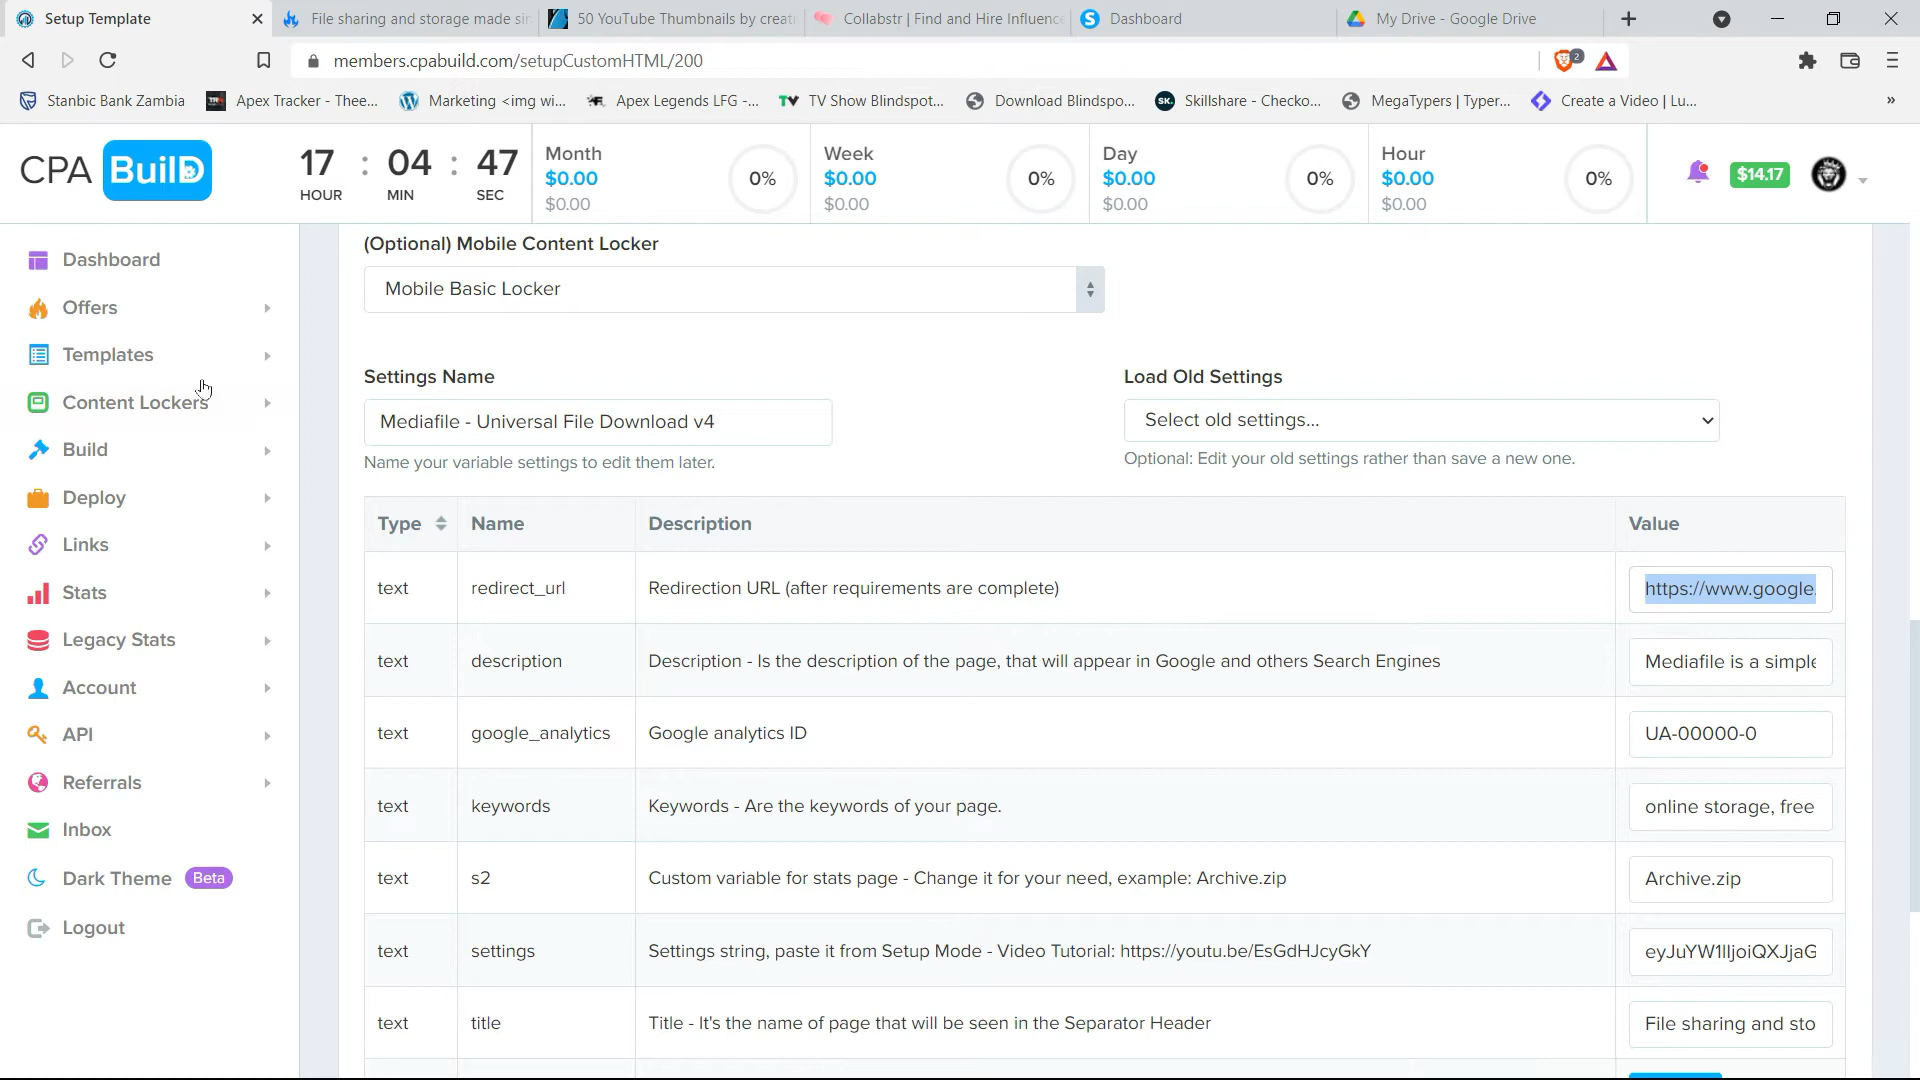 Setup Template
File sharing and storage made sin
50 YouTube Thumbnails by creati
Collabstr | Find and Hire Influence
Dashboard
My Drive - Google Drive
members.cpabuild.com/setupCustomHTML/200
2
Stanbic Bank Zambia
Apex Tracker - Thee...
Marketing <img wi...
Apex Legends LFG -...
TV Show Blindspot...
Download Blindspo...
SK.
Skillshare - Checko...
MegaTypers | Typer...
Create a Video | Lu...
»
CPA BuilD
17 : 04 : 47
HOUR MIN SEC
Month
$0.00
$0.00
0%
Week
$0.00
$0.00
0%
Day
$0.00
$0.00
0%
Hour
$0.00
$0.00
0%
$14.17
Dashboard
Offers
Templates
Content Lockers
Build
Deploy
Links
Stats
Legacy Stats
Account
API
Referrals
Inbox
Dark Theme Beta
Logout
(Optional) Mobile Content Locker
Mobile Basic Locker
Settings Name
Mediafile - Universal File Download v4
Name your variable settings to edit them later.
Load Old Settings
Select old settings...
Optional: Edit your old settings rather than save a new one.
Type Name Description Value
text redirect_url Redirection URL (after requirements are complete) https://www.google.
text description Description - Is the description of the page, that will appear in Google and others Search Engines Mediafile is a simple
text google_analytics Google analytics ID UA-00000-0
text keywords Keywords - Are the keywords of your page. online storage, free
text s2 Custom variable for stats page - Change it for your need, example: Archive.zip Archive.zip
text settings Settings string, paste it from Setup Mode - Video Tutorial: https://youtu.be/EsGdHJcyGkY eyJuYW1lIjoiQXJjaG
text title Title - It's the name of page that will be seen in the Separator Header File sharing and sto